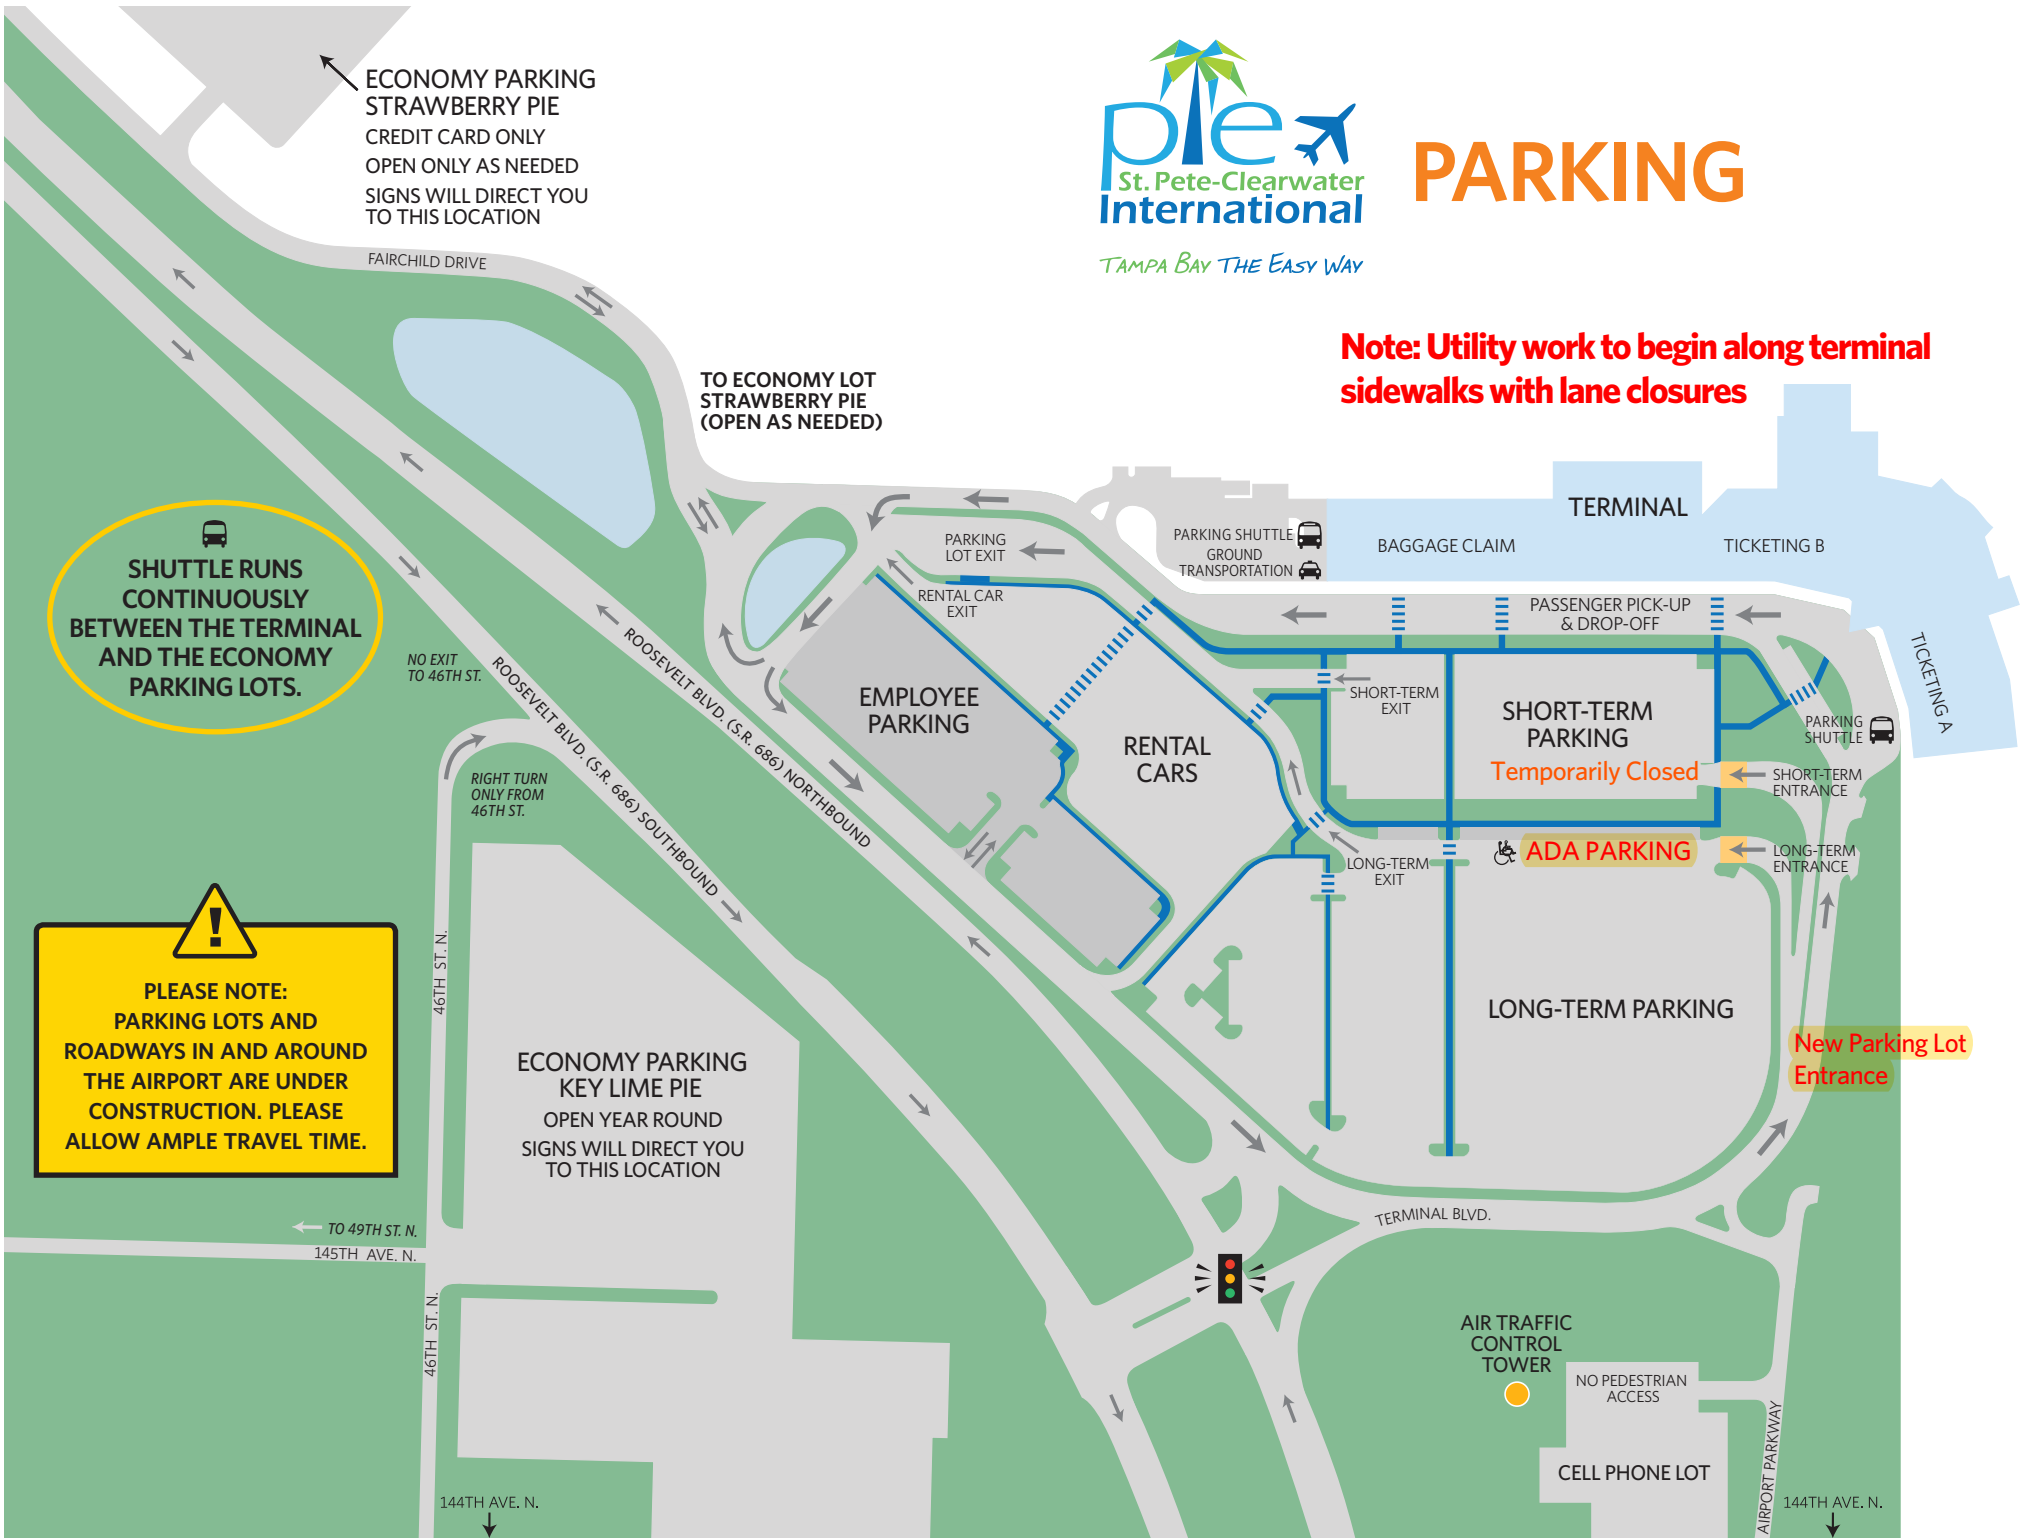 ECONOMY PARKING
STRAWBERRY PIE
CREDIT CARD ONLY
OPEN ONLY AS NEEDED
SIGNS WILL DIRECT YOU
TO THIS LOCATION
pie
St. Pete-Clearwater
International
TAMPA BAY THE EASY WAY
PARKING
FAIRCHILD DRIVE
Note: Utility work to begin along terminal
sidewalks with lane closures
TO ECONOMY LOT
STRAWBERRY PIE
(OPEN AS NEEDED)
TERMINAL
BAGGAGE CLAIM
TICKETING B
TICKETING A
PARKING SHUTTLE
GROUND
TRANSPORTATION
PARKING
LOT EXIT
RENTAL CAR
EXIT
PASSENGER PICK-UP
& DROP-OFF
SHUTTLE RUNS
CONTINUOUSLY
BETWEEN THE TERMINAL
AND THE ECONOMY
PARKING LOTS.
NO EXIT
TO 46TH ST.
ROOSEVELT BLVD. (S.R. 686) SOUTHBOUND
ROOSEVELT BLVD. (S.R. 686) NORTHBOUND
RIGHT TURN
ONLY FROM
46TH ST.
EMPLOYEE
PARKING
RENTAL
CARS
SHORT-TERM
EXIT
SHORT-TERM
PARKING
Temporarily Closed
PARKING
SHUTTLE
SHORT-TERM
ENTRANCE
ADA PARKING
LONG-TERM
ENTRANCE
LONG-TERM
EXIT
LONG-TERM PARKING
New Parking Lot
Entrance
!
PLEASE NOTE:
PARKING LOTS AND
ROADWAYS IN AND AROUND
THE AIRPORT ARE UNDER
CONSTRUCTION. PLEASE
ALLOW AMPLE TRAVEL TIME.
46TH ST. N.
ECONOMY PARKING
KEY LIME PIE
OPEN YEAR ROUND
SIGNS WILL DIRECT YOU
TO THIS LOCATION
TO 49TH ST. N.
145TH AVE. N.
46TH ST. N.
TERMINAL BLVD.
AIR TRAFFIC
CONTROL
TOWER
NO PEDESTRIAN
ACCESS
CELL PHONE LOT
AIRPORT PARKWAY
144TH AVE. N.
144TH AVE. N.